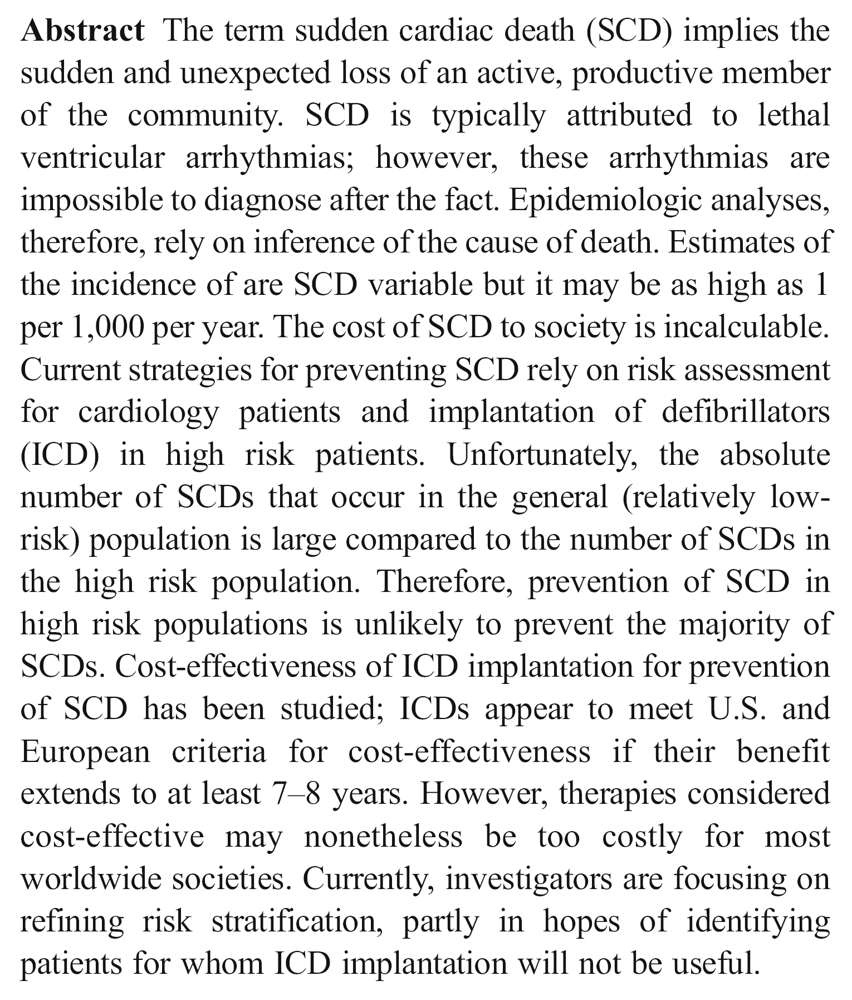 Abstract The term sudden cardiac death (SCD) implies the
sudden and unexpected loss of an active, productive member
of the community. SCD is typically attributed to lethal
ventricular arrhythmias; however, these arrhythmias are
impossible to diagnose after the fact. Epidemiologic analyses,
therefore, rely on inference of the cause of death. Estimates of
the incidence of are SCD variable but it may be as high as 1
per 1,000 per year. The cost of SCD to society is incalculable.
Current strategies for preventing SCD rely on risk assessment
for cardiology patients and implantation of defibrillators
(ICD) in high risk patients. Unfortunately, the absolute
number of SCDs that occur in the general (relatively low-
risk) population is large compared to the number of SCDs in
the high risk population. Therefore, prevention of SCD in
high risk populations is unlikely to prevent the majority of
SCDs. Cost-effectiveness of ICD implantation for prevention
of SCD has been studied; ICDs appear to meet U.S. and
European criteria for cost-effectiveness if their benefit
extends to at least 7–8 years. However, therapies considered
cost-effective may nonetheless be too costly for most
worldwide societies. Currently, investigators are focusing on
refining risk stratification, partly in hopes of identifying
patients for whom ICD implantation will not be useful.